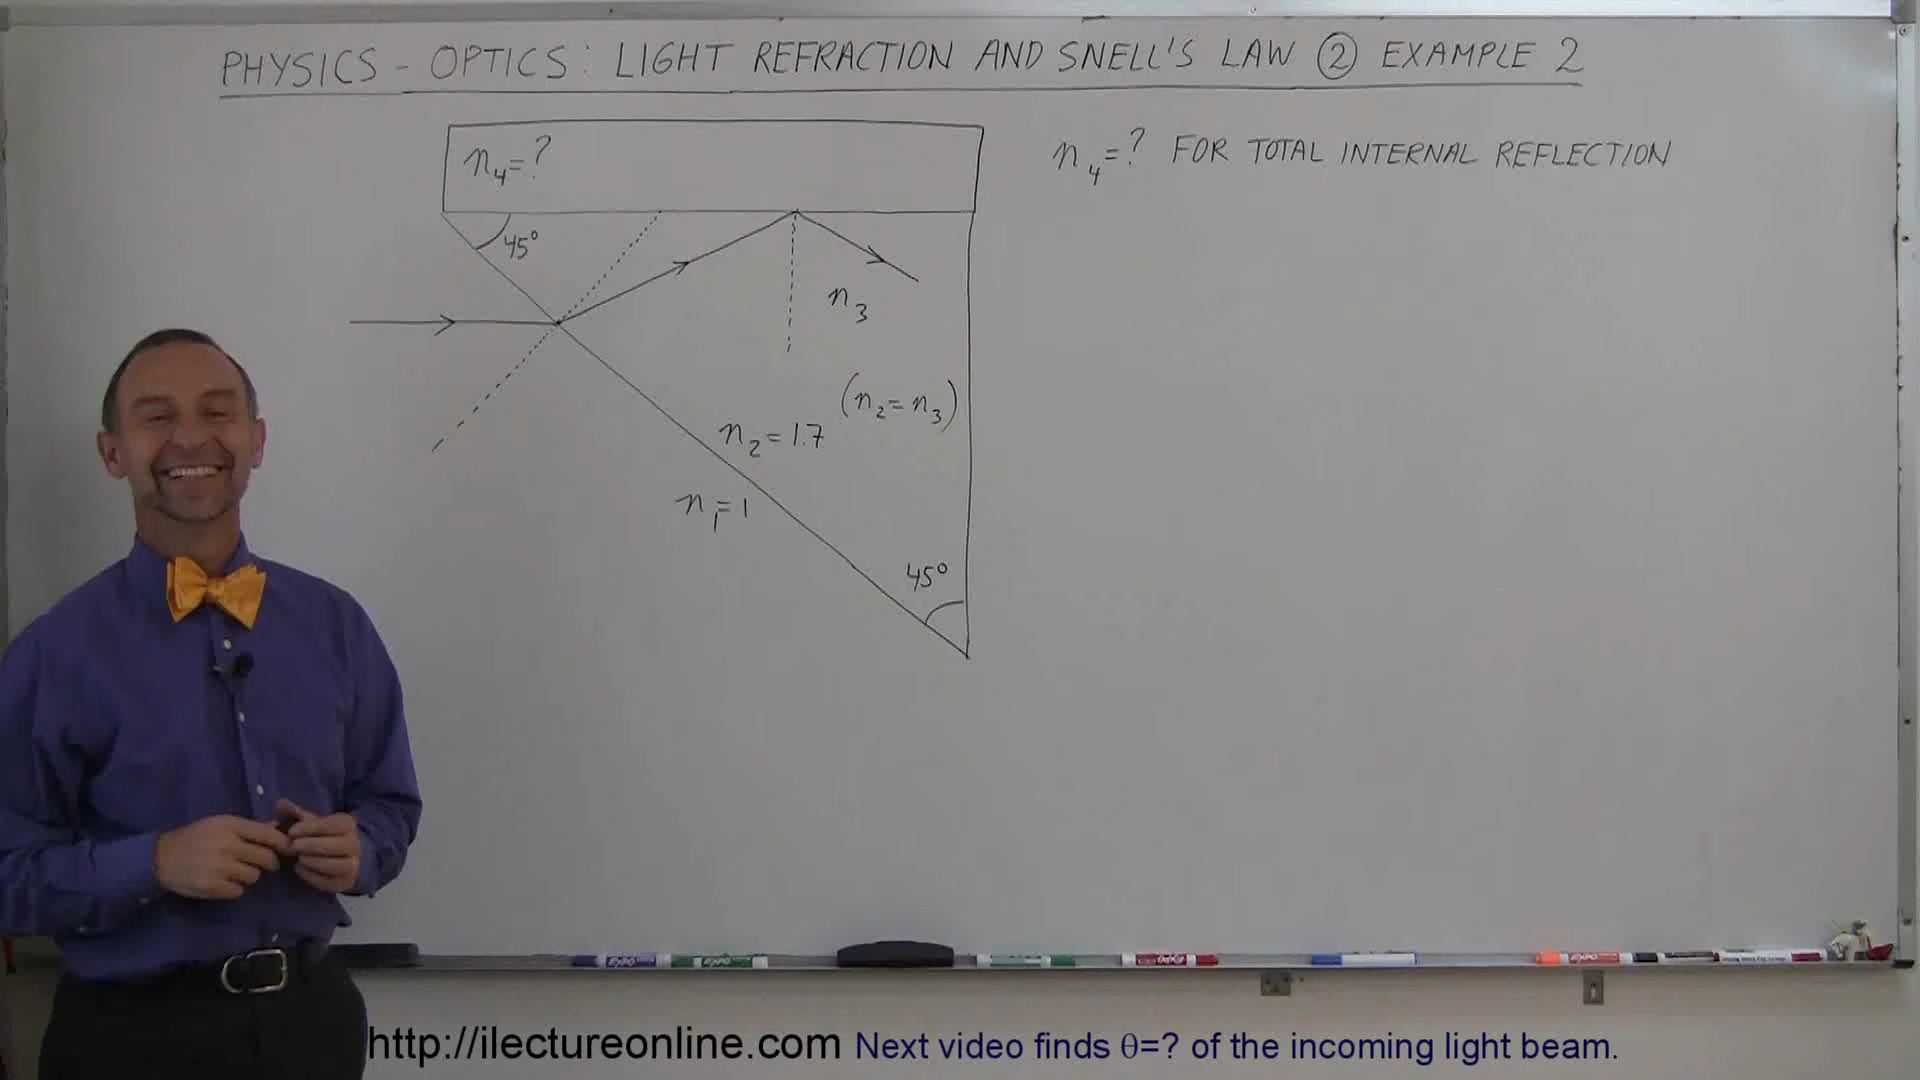 PHYSICS - OPTICS: LIGHT REFRACTION AND SNELL'S LAW ② EXAMPLE 2
n₄=?
n₄=? FOR TOTAL INTERNAL REFLECTION
45°
n₃
(n₂=n₃)
n₂=1.7
n₁=1
45°
http://ilectureonline.com Next video finds θ=? of the incoming light beam.